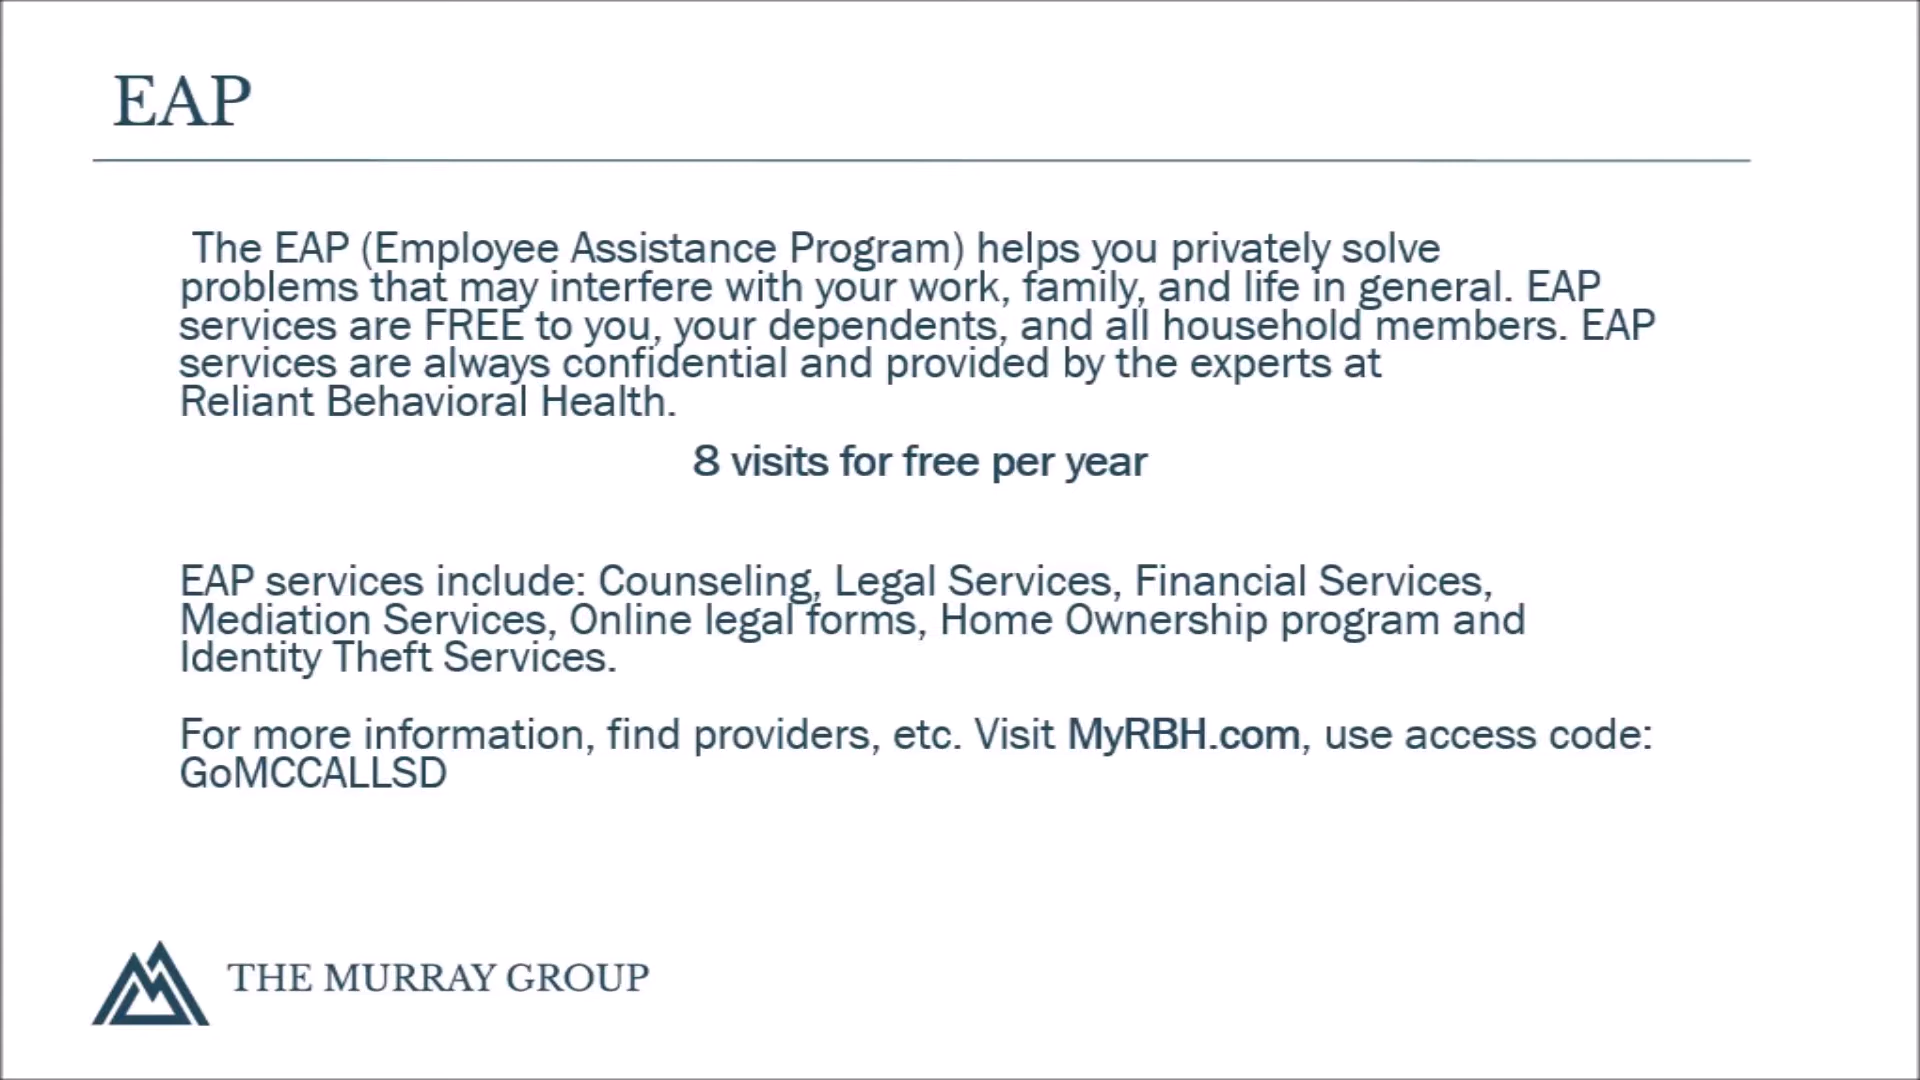 EAP
The EAP (Employee Assistance Program) helps you privately solve
problems that may interfere with your work, family, and life in general. EAP
services are FREE to you, your dependents, and all household members. EAP
services are always confidential and provided by the experts at
Reliant Behavioral Health.
8 visits for free per year
EAP services include: Counseling, Legal Services, Financial Services,
Mediation Services, Online legal forms, Home Ownership program and
Identity Theft Services.
For more information, find providers, etc. Visit MyRBH.com, use access code:
GoMCCALLSD
THE MURRAY GROUP